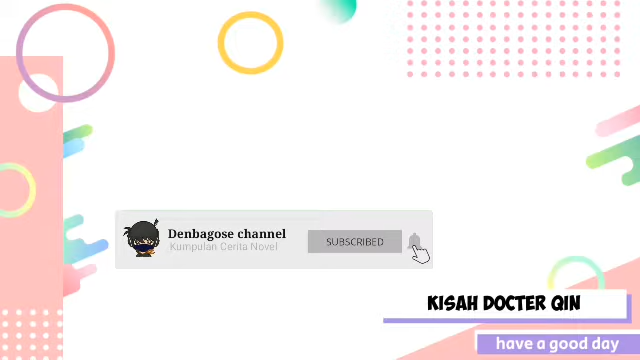 Denbagose channel
Kumpulan Cerita Novel
SUBSCRIBED
KISAH DOCTER QIN
have a good day